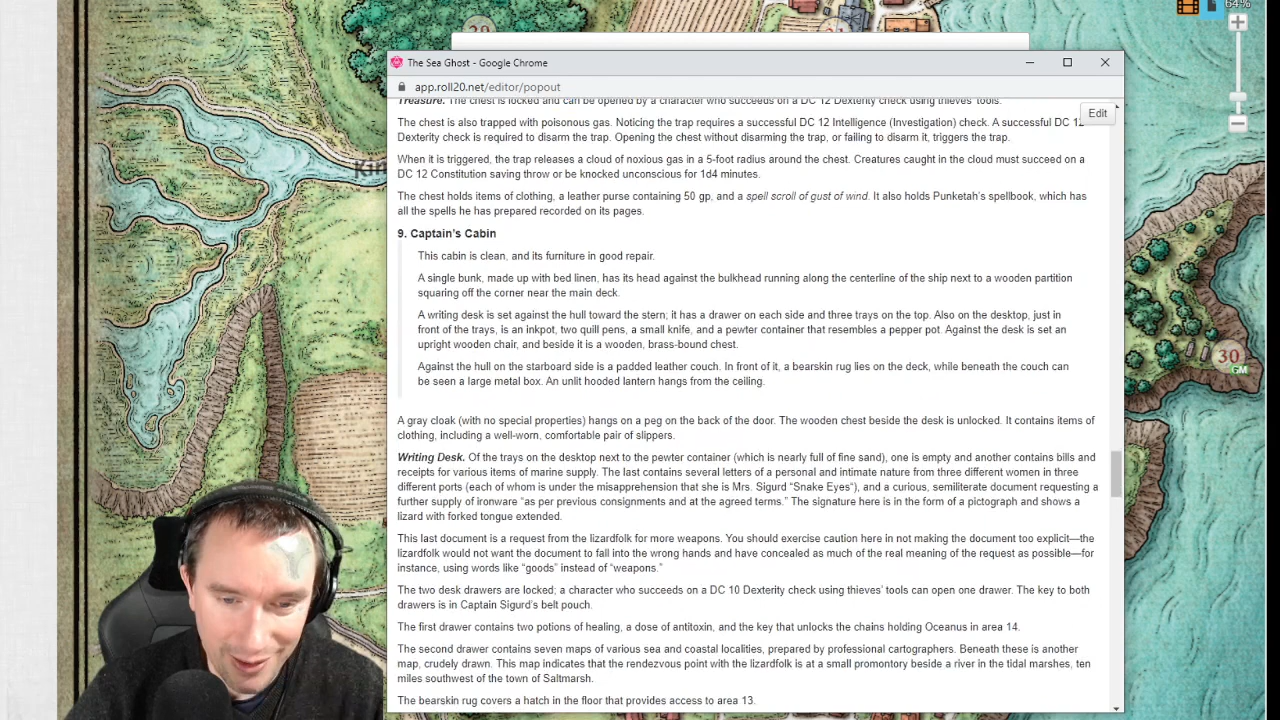 64%
The Sea Ghost - Google Chrome
app.roll20.net/editor/popout
Treasure. The chest is locked and can be opened by a character who succeeds on a DC 12 Dexterity check using thieves' tools.
Edit
The chest is also trapped with poisonous gas. Noticing the trap requires a successful DC 12 Intelligence (Investigation) check. A successful DC 12
Dexterity check is required to disarm the trap. Opening the chest without disarming the trap, or failing to disarm it, triggers the trap.
When it is triggered, the trap releases a cloud of noxious gas in a 5-foot radius around the chest. Creatures caught in the cloud must succeed on a
DC 12 Constitution saving throw or be knocked unconscious for 1d4 minutes.
The chest holds items of clothing, a leather purse containing 50 gp, and a spell scroll of gust of wind. It also holds Punketah's spellbook, which has
all the spells he has prepared recorded on its pages.
9. Captain's Cabin
This cabin is clean, and its furniture in good repair.
A single bunk, made up with bed linen, has its head against the bulkhead running along the centerline of the ship next to a wooden partition
squaring off the corner near the main deck.
A writing desk is set against the hull toward the stern; it has a drawer on each side and three trays on the top. Also on the desktop, just in
front of the trays, is an inkpot, two quill pens, a small knife, and a pewter container that resembles a pepper pot. Against the desk is set an
upright wooden chair, and beside it is a wooden, brass-bound chest.
Against the hull on the starboard side is a padded leather couch. In front of it, a bearskin rug lies on the deck, while beneath the couch can
be seen a large metal box. An unlit hooded lantern hangs from the ceiling.
30
GM
A gray cloak (with no special properties) hangs on a peg on the back of the door. The wooden chest beside the desk is unlocked. It contains items of
clothing, including a well-worn, comfortable pair of slippers.
Writing Desk. Of the trays on the desktop next to the pewter container (which is nearly full of fine sand), one is empty and another contains bills and
receipts for various items of marine supply. The last contains several letters of a personal and intimate nature from three different women in three
different ports (each of whom is under the misapprehension that she is Mrs. Sigurd "Snake Eyes"), and a curious, semiliterate document requesting a
further supply of ironware "as per previous consignments and at the agreed terms." The signature here is in the form of a pictograph and shows a
lizard with forked tongue extended.
This last document is a request from the lizardfolk for more weapons. You should exercise caution here in not making the document too explicit—the
lizardfolk would not want the document to fall into the wrong hands and have concealed as much of the real meaning of the request as possible—for
instance, using words like "goods" instead of "weapons."
The two desk drawers are locked; a character who succeeds on a DC 10 Dexterity check using thieves' tools can open one drawer. The key to both
drawers is in Captain Sigurd's belt pouch.
The first drawer contains two potions of healing, a dose of antitoxin, and the key that unlocks the chains holding Oceanus in area 14.
The second drawer contains seven maps of various sea and coastal localities, prepared by professional cartographers. Beneath these is another
map, crudely drawn. This map indicates that the rendezvous point with the lizardfolk is at a small promontory beside a river in the tidal marshes, ten
miles southwest of the town of Saltmarsh.
The bearskin rug covers a hatch in the floor that provides access to area 13.